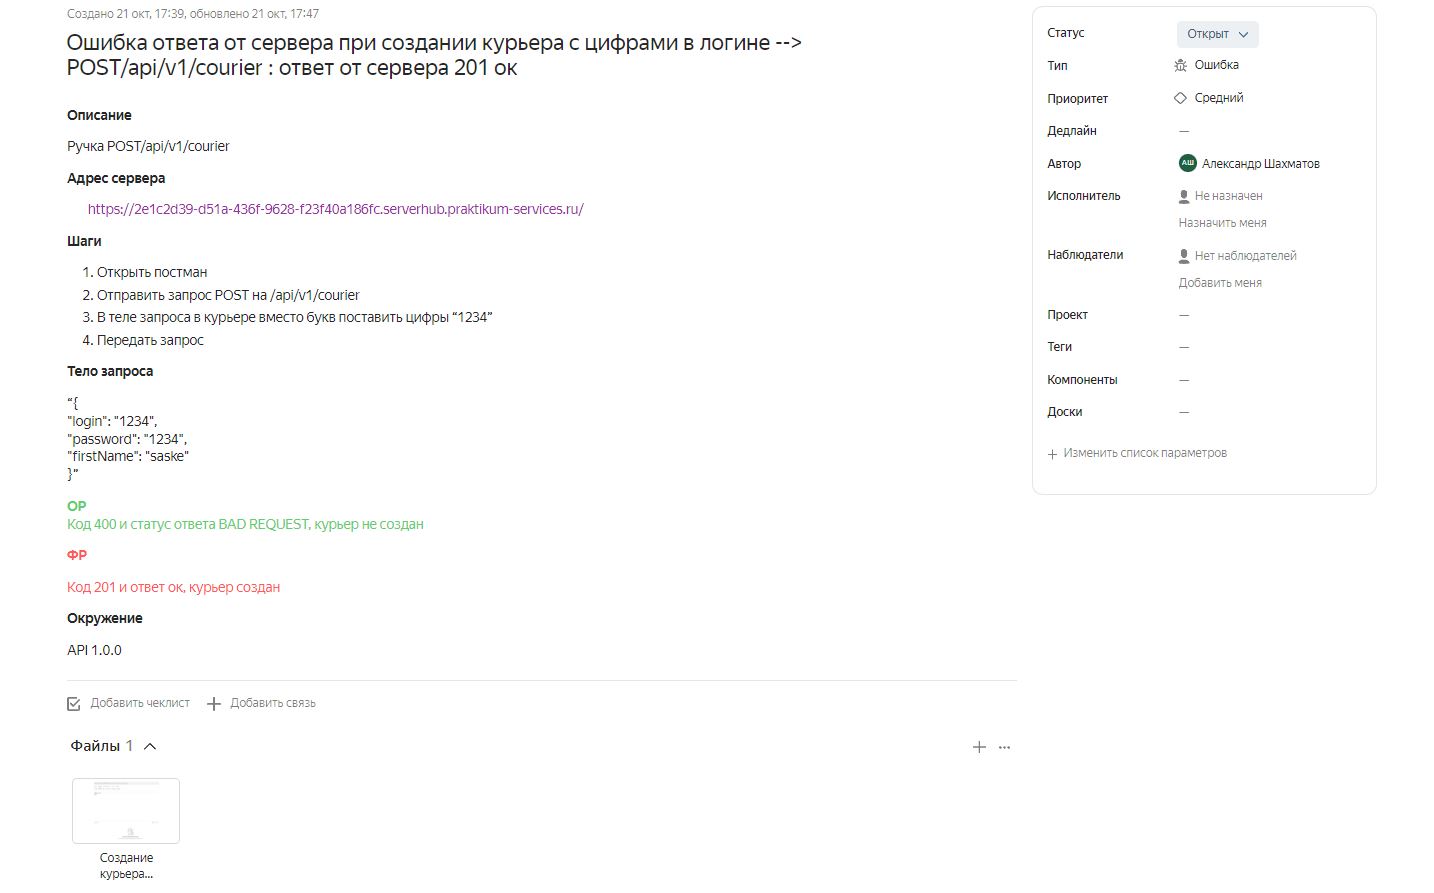 Создано 21 окт, 17:39, обновлено 21 окт, 17:47
Ошибка ответа от сервера при создании курьера с цифрами в логине -->
POST/api/v1/courier : ответ от сервера 201 ок
Описание
Ручка POST/api/v1/courier
Адрес сервера
https://2e1c2d39-d51a-436f-9628-f23f40a186fc.serverhub.praktikum-services.ru/
Шаги
1. Открыть постман
2. Отправить запрос POST на /api/v1/courier
3. В теле запроса в курьере вместо букв поставить цифры “1234”
4. Передать запрос
Тело запроса
“{
"login": "1234",
"password": "1234",
"firstName": "saske"
}”
ОР
Код 400 и статус ответа BAD REQUEST, курьер не создан
ФР
Код 201 и ответ ок, курьер создан
Окружение
API 1.0.0
Добавить чеклист
Добавить связь
Файлы 1
Создание
курьера...
Статус
Открыт
Тип
Ошибка
Приоритет
Средний
Дедлайн
—
Автор
АШ Александр Шахматов
Исполнитель
Не назначен
Назначить меня
Наблюдатели
Нет наблюдателей
Добавить меня
Проект
—
Теги
—
Компоненты
—
Доски
—
Изменить список параметров